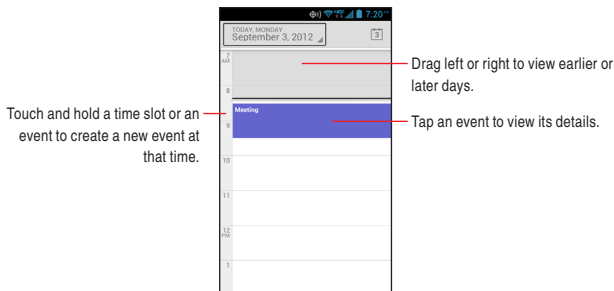 7:20
TODAY, MONDAY
September 3, 2012
3
7
AM
8
Meeting
9
10
11
12
PM
1
Drag left or right to view earlier or
later days.
Touch and hold a time slot or an
event to create a new event at
that time.
Tap an event to view its details.